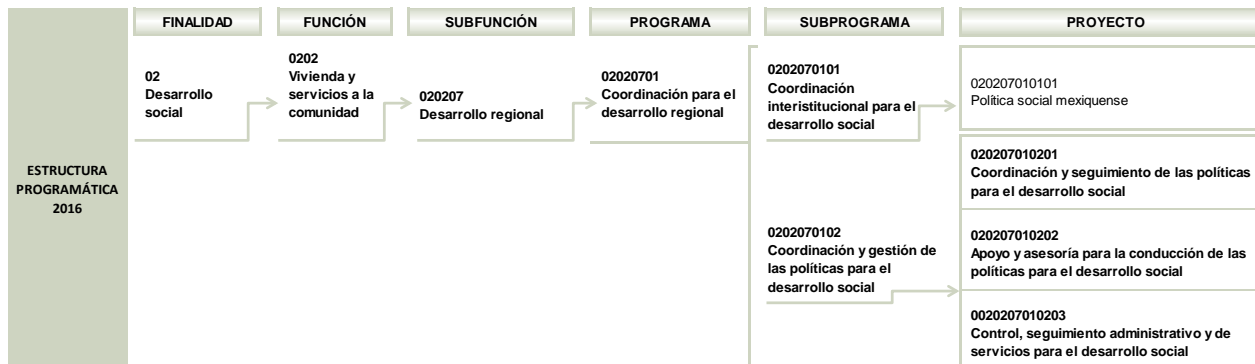 FINALIDAD
FUNCIÓN
SUBFUNCIÓN
PROGRAMA
SUBPROGRAMA
PROYECTO
ESTRUCTURA
PROGRAMÁTICA
2016
02
Desarrollo
social
0202
Vivienda y
servicios a la
comunidad
020207
Desarrollo regional
02020701
Coordinación para el
desarrollo regional
0202070101
Coordinación
interistitucional para el
desarrollo social
020207010101
Política social mexiquense
0202070102
Coordinación y gestión de
las políticas para el
desarrollo social
020207010201
Coordinación y seguimiento de las políticas
para el desarrollo social
020207010202
Apoyo y asesoría para la conducción de las
políticas para el desarrollo social
0020207010203
Control, seguimiento administrativo y de
servicios para el desarrollo social